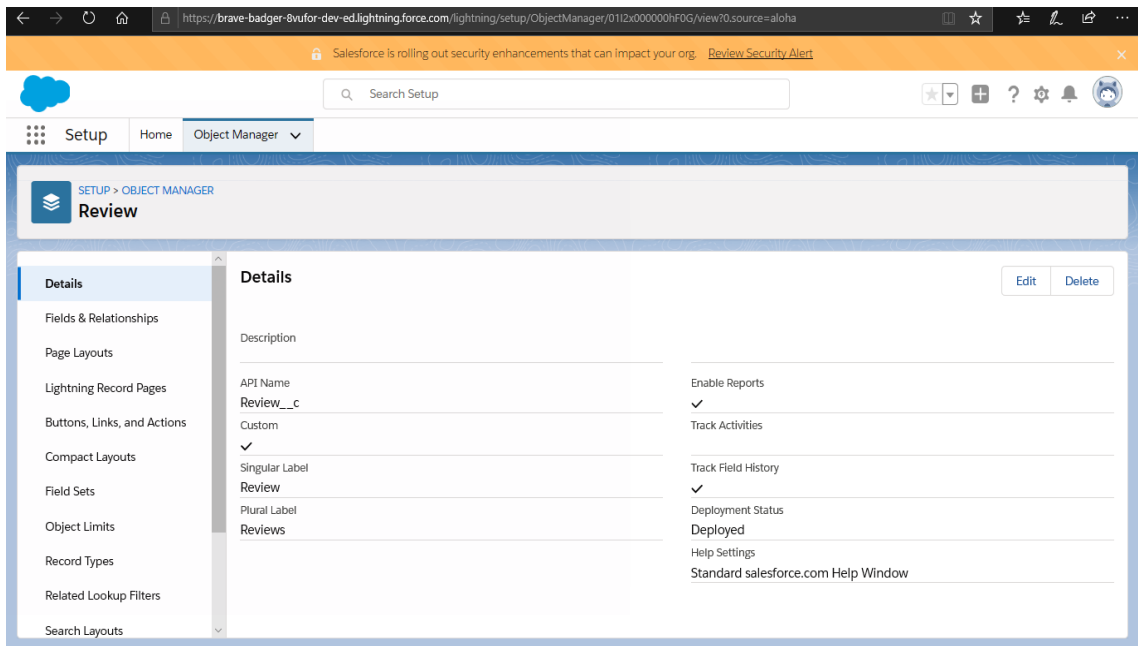 https://brave-badger-8vufor-dev-ed.lightning.force.com/lightning/setup/ObjectManager/01I2x000000hF0G/view?0.source=aloha
Salesforce is rolling out security enhancements that can impact your org. Review Security Alert
Search Setup
Setup Home Object Manager
SETUP > OBJECT MANAGER
Review
Details
Fields & Relationships
Page Layouts
Lightning Record Pages
Buttons, Links, and Actions
Compact Layouts
Field Sets
Object Limits
Record Types
Related Lookup Filters
Search Layouts
Details
Edit Delete
Description
API Name
Review__c
Custom
Singular Label
Review
Plural Label
Reviews
Enable Reports
Track Activities
Track Field History
Deployment Status
Deployed
Help Settings
Standard salesforce.com Help Window